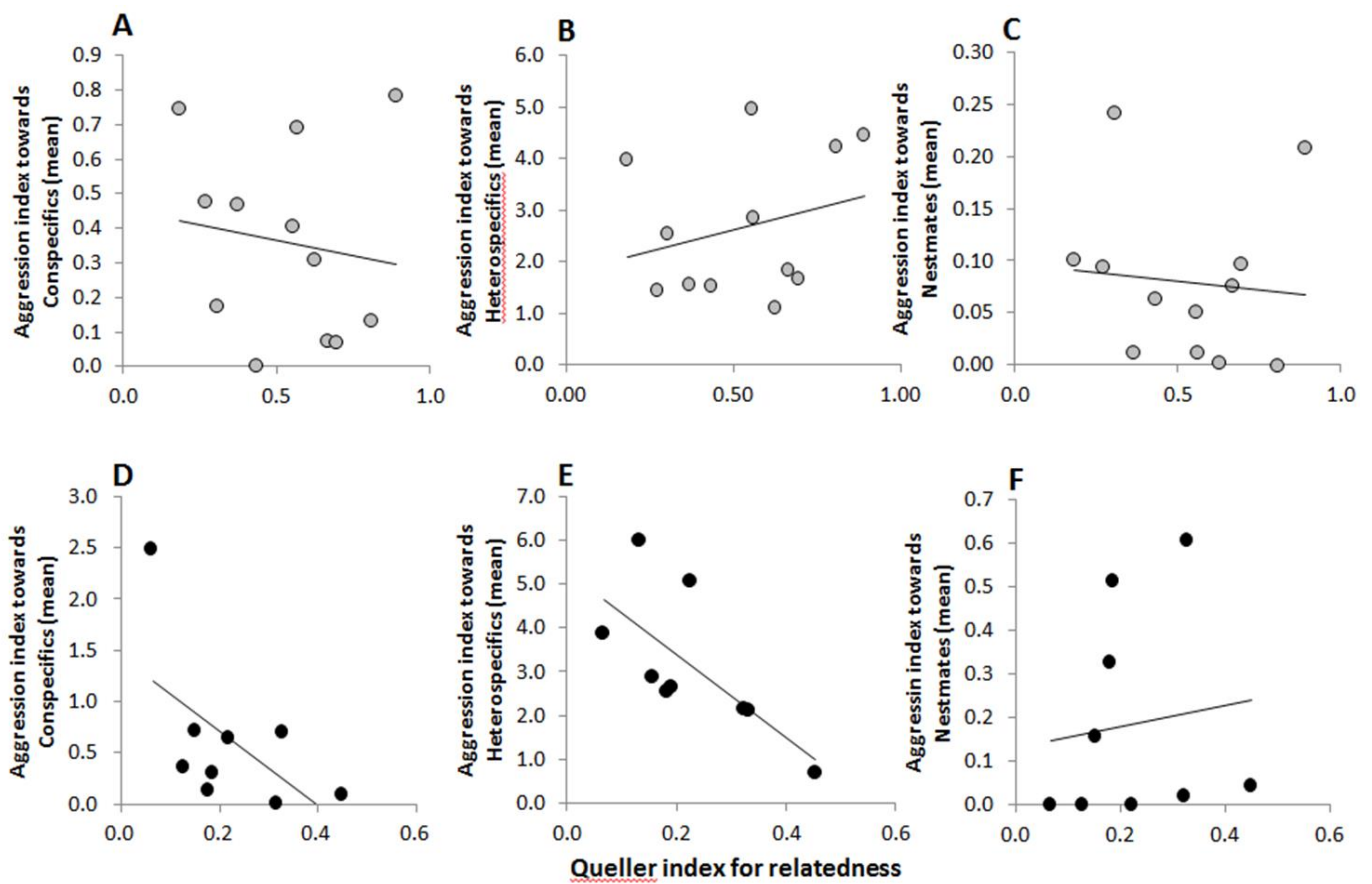 A
Aggression index towards
Conspecifics (mean)
0.9
0.8
0.7
0.6
0.5
0.4
0.3
0.2
0.1
0.0
0.0 0.5 1.0
B
Aggression index towards
Heterospecifics (mean)
6.0
5.0
4.0
3.0
2.0
1.0
0.0
0.00 0.50 1.00
C
Aggression index towards
Nestmates (mean)
0.30
0.25
0.20
0.15
0.10
0.05
0.00
0.0 0.5 1.0
D
Aggression index towards
Conspecifics (mean)
3.0
2.5
2.0
1.5
1.0
0.5
0.0
0.0 0.2 0.4 0.6
E
Aggression index towards
Heterospecifics (mean)
7.0
6.0
5.0
4.0
3.0
2.0
1.0
0.0
0.0 0.2 0.4 0.6
F
Aggressin index towards
Nestmates (mean)
0.7
0.6
0.5
0.4
0.3
0.2
0.1
0.0
0.0 0.2 0.4 0.6
Queller index for relatedness